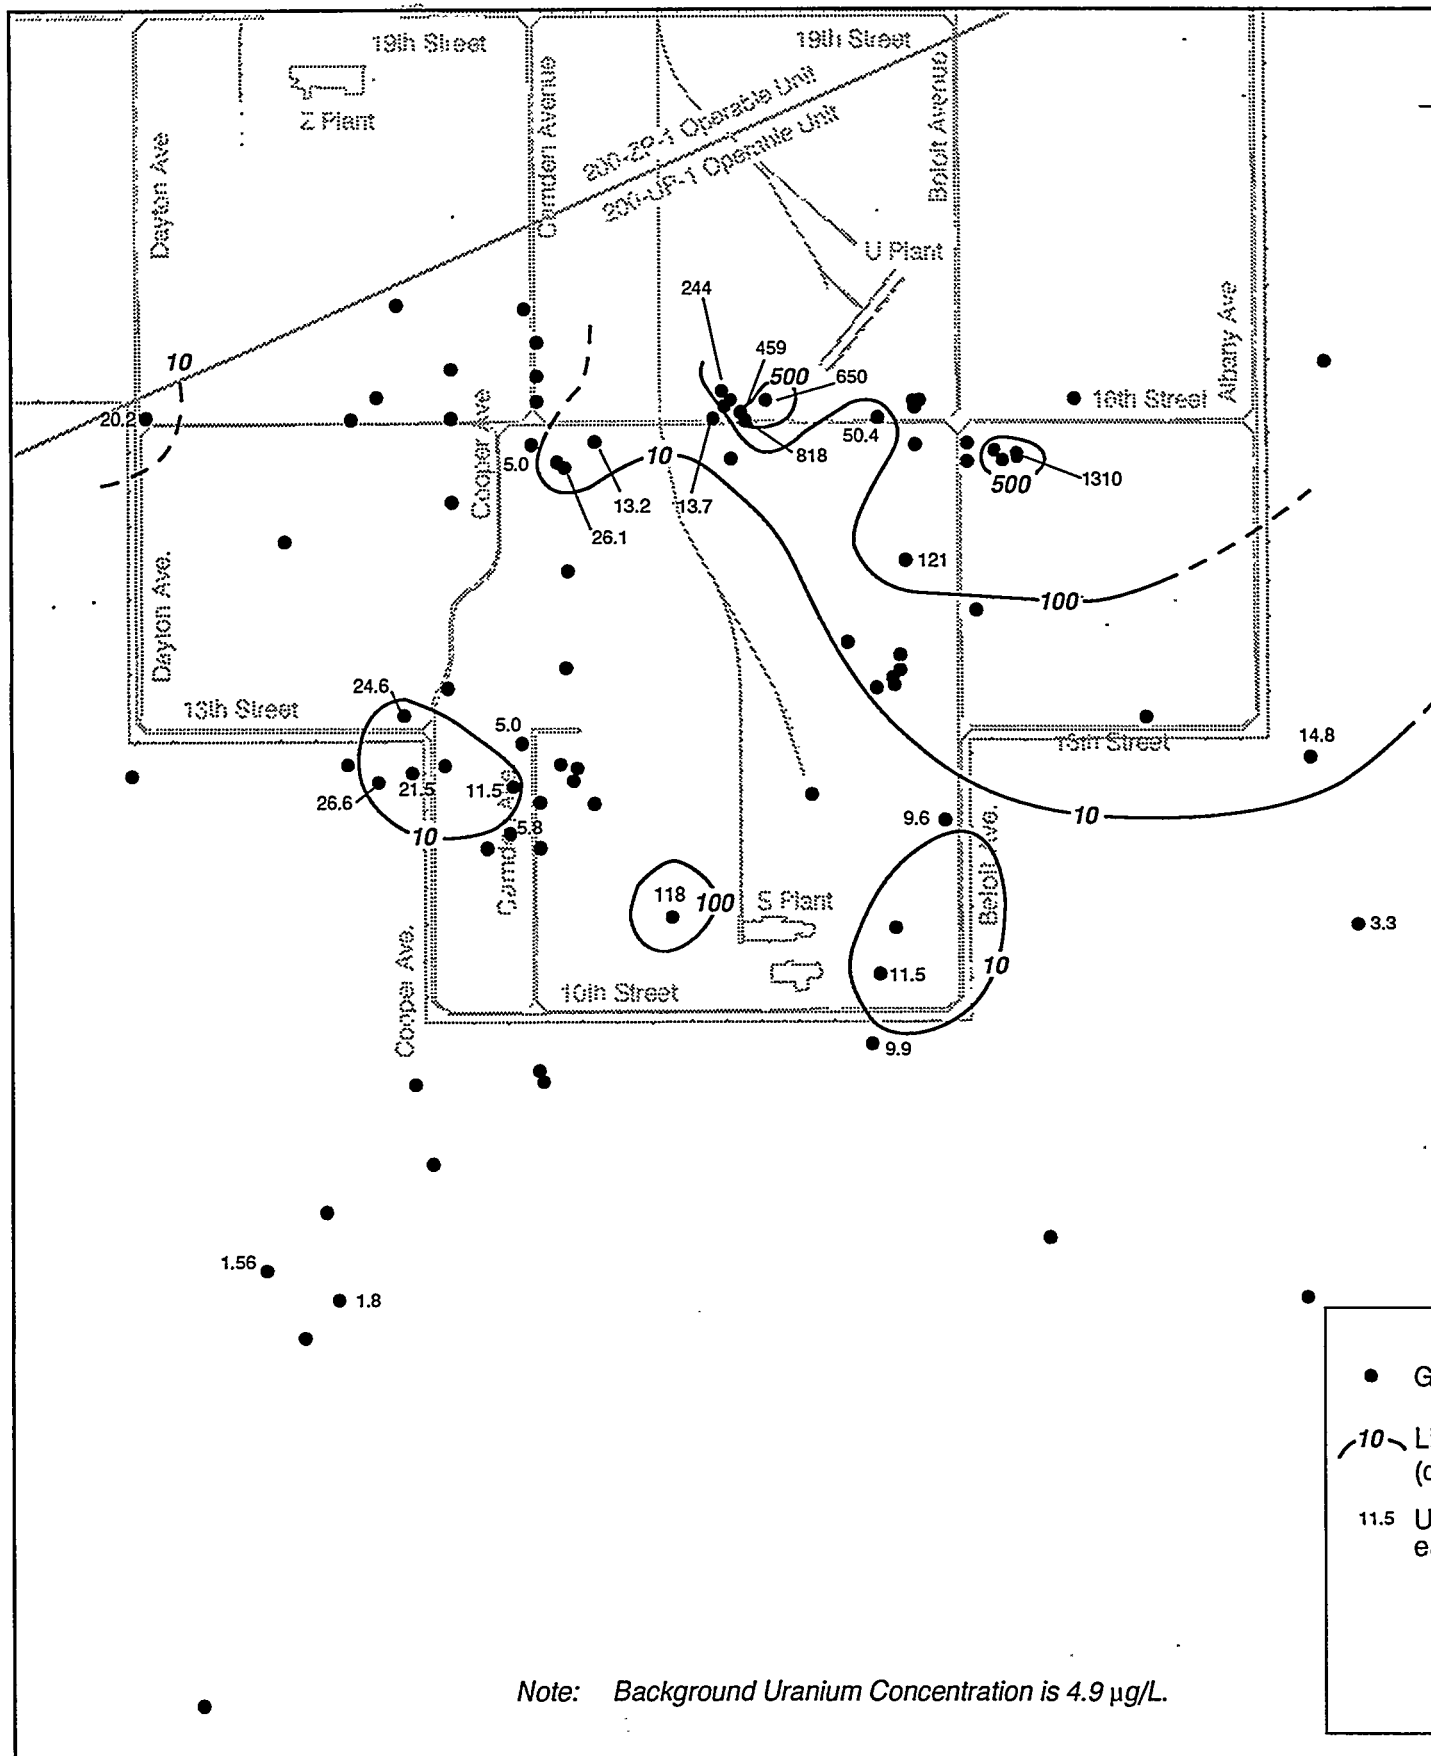 19th Street
19th Street
Z Plant
Dayton Ave
Camden Avenue
Beloit Avenue
200-ZP-1 Operable Unit
200-UP-1 Operable Unit
U Plant
244
459
500
650
10
Albany Ave
16th Street
20.2
Cooper Ave
5.0
10
50.4
818
13.2
13.7
26.1
1310
500
121
100
Dayton Ave.
24.6
13th Street
5.0
14.8
26.6
21.5
11.5
10
5.8
9.6
10
Beloit Ave.
118
100
S Plant
3.3
11.5
10
Cooper Ave.
10th Street
9.9
1.56
1.8
G
10
L
(
11.5
U
e
Note: Background Uranium Concentration is 4.9 µg/L.